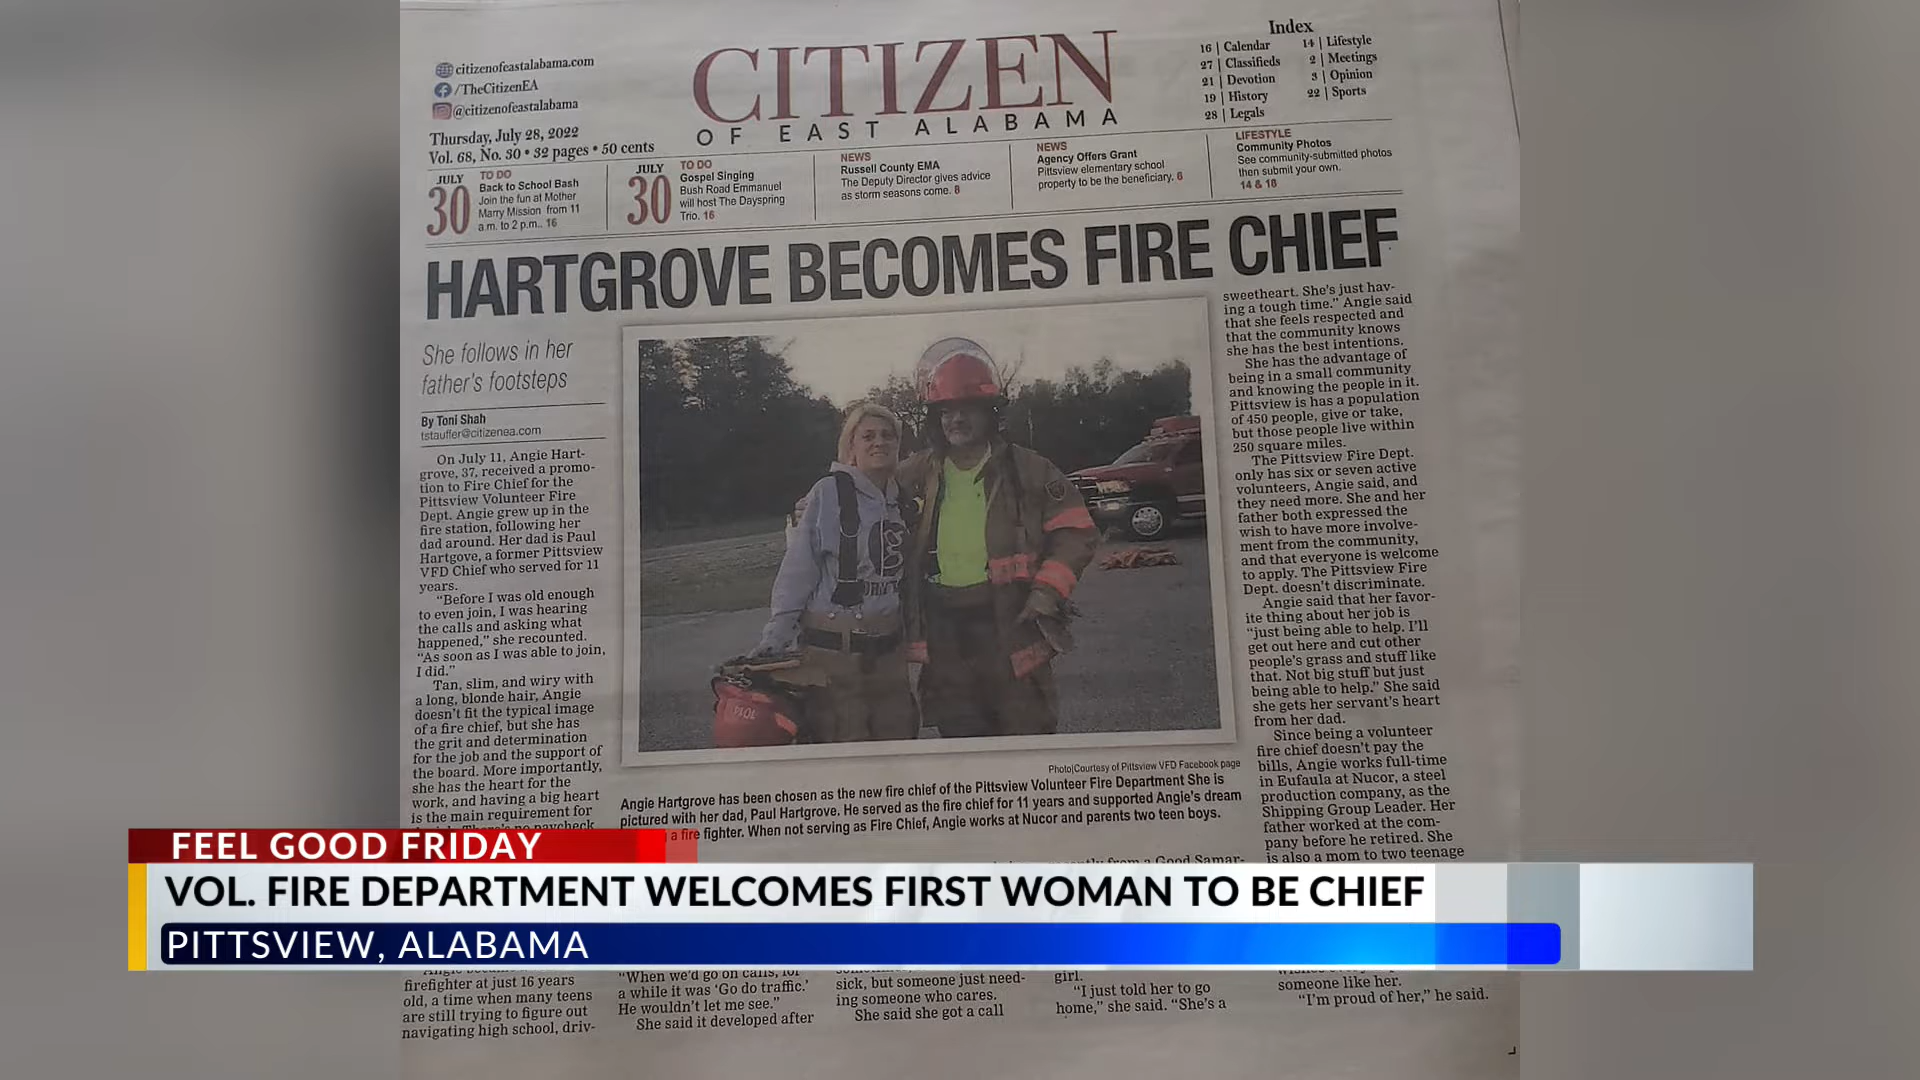 citizenofeastalabama.com
/TheCitizenEA
@citizenofeastalabama
Thursday, July 28, 2022
Vol. 68, No. 30 • 32 pages • 50 cents
CITIZEN
OF EAST ALABAMA
Index
16 | Calendar
27 | Classifieds
21 | Devotion
19 | History
28 | Legals
14 | Lifestyle
2 | Meetings
3 | Opinion
22 | Sports
JULY
30
TO DO
Back to School Bash
Join the fun at Mother
Marry Mission from 11
a.m. to 2 p.m.. 16
JULY
30
TO DO
Gospel Singing
Bush Road Emmanuel
will host The Dayspring
Trio. 16
NEWS
Russell County EMA
The Deputy Director gives advice
as storm seasons come. 8
NEWS
Agency Offers Grant
Pittsview elementary school
property to be the beneficiary. 6
LIFESTYLE
Community Photos
See community-submitted photos
then submit your own.
14 & 18
HARTGROVE BECOMES FIRE CHIEF
She follows in her
father's footsteps
By Toni Shah
tstauffer@citizenea.com
On July 11, Angie Hart-
grove, 37, received a promo-
tion to Fire Chief for the
Pittsview Volunteer Fire
Dept. Angie grew up in the
fire station, following her
dad around. Her dad is Paul
Hartgove, a former Pittsview
VFD Chief who served for 11
years.
"Before I was old enough
to even join, I was hearing
the calls and asking what
happened," she recounted.
"As soon as I was able to join,
I did."
Tan, slim, and wiry with
a long, blonde hair, Angie
doesn't fit the typical image
of a fire chief, but she has
the grit and determination
for the job and the support of
the board. More importantly,
she has the heart for the
work, and having a big heart
is the main requirement for
no paycheck
Photo|Courtesy of Pittsview VFD Facebook page
Angie Hartgrove has been chosen as the new fire chief of the Pittsview Volunteer Fire Department She is
pictured with her dad, Paul Hartgrove. He served as the fire chief for 11 years and supported Angie's dream
a fire fighter. When not serving as Fire Chief, Angie works at Nucor and parents two teen boys.
from a Good Samar-
sweetheart. She's just hav-
ing a tough time." Angie said
that she feels respected and
that the community knows
she has the best intentions.
She has the advantage of
being in a small community
and knowing the people in it.
Pittsview is has a population
of 450 people, give or take,
but those people live within
250 square miles.
The Pittsview Fire Dept.
only has six or seven active
volunteers, Angie said, and
they need more. She and her
father both expressed the
wish to have more involve-
ment from the community,
and that everyone is welcome
to apply. The Pittsview Fire
Dept. doesn't discriminate.
Angie said that her favor-
ite thing about her job is
"just being able to help. I'll
get out here and cut other
people's grass and stuff like
that. Not big stuff but just
being able to help." She said
she gets her servant's heart
from her dad.
Since being a volunteer
fire chief doesn't pay the
bills, Angie works full-time
in Eufaula at Nucor, a steel
production company, as the
Shipping Group Leader. Her
father worked at the com-
pany before he retired. She
is also a mom to two teenage
FEEL GOOD FRIDAY
VOL. FIRE DEPARTMENT WELCOMES FIRST WOMAN TO BE CHIEF
PITTSVIEW, ALABAMA
firefighter at just 16 years
old, a time when many teens
are still trying to figure out
navigating high school, driv-
"When we'd go on calls, for
a while it was 'Go do traffic.'
He wouldn't let me see."
She said it developed after
sick, but someone just need-
ing someone who cares.
She said she got a call
girl.
"I just told her to go
home," she said. "She's a
someone like her.
"I'm proud of her," he said.